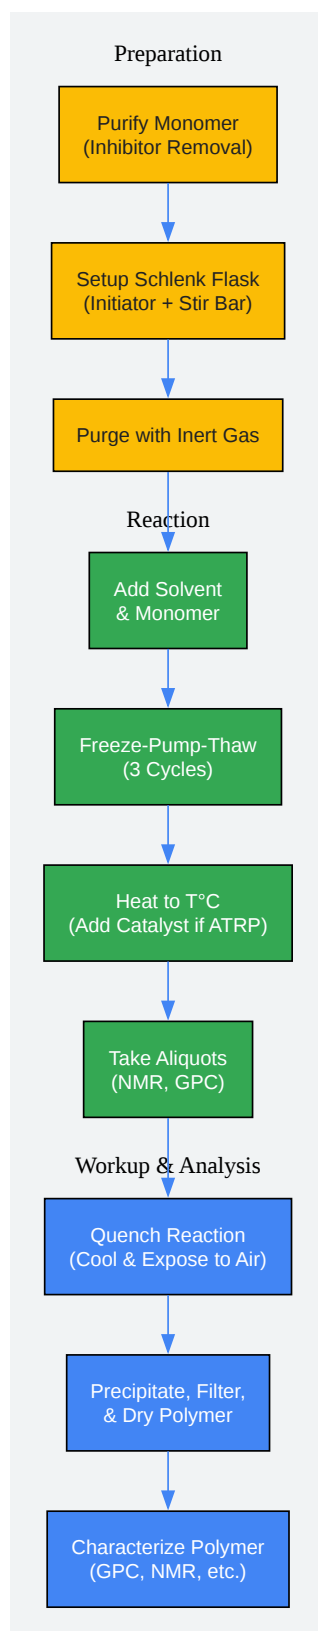 Preparation
Purify Monomer
(Inhibitor Removal)
Setup Schlenk Flask
(Initiator + Stir Bar)
Purge with Inert Gas
Reaction
Add Solvent
& Monomer
Freeze-Pump-Thaw
(3 Cycles)
Heat to T°C
(Add Catalyst if ATRP)
Take Aliquots
(NMR, GPC)
Workup & Analysis
Quench Reaction
(Cool & Expose to Air)
Precipitate, Filter,
& Dry Polymer
Characterize Polymer
(GPC, NMR, etc.)